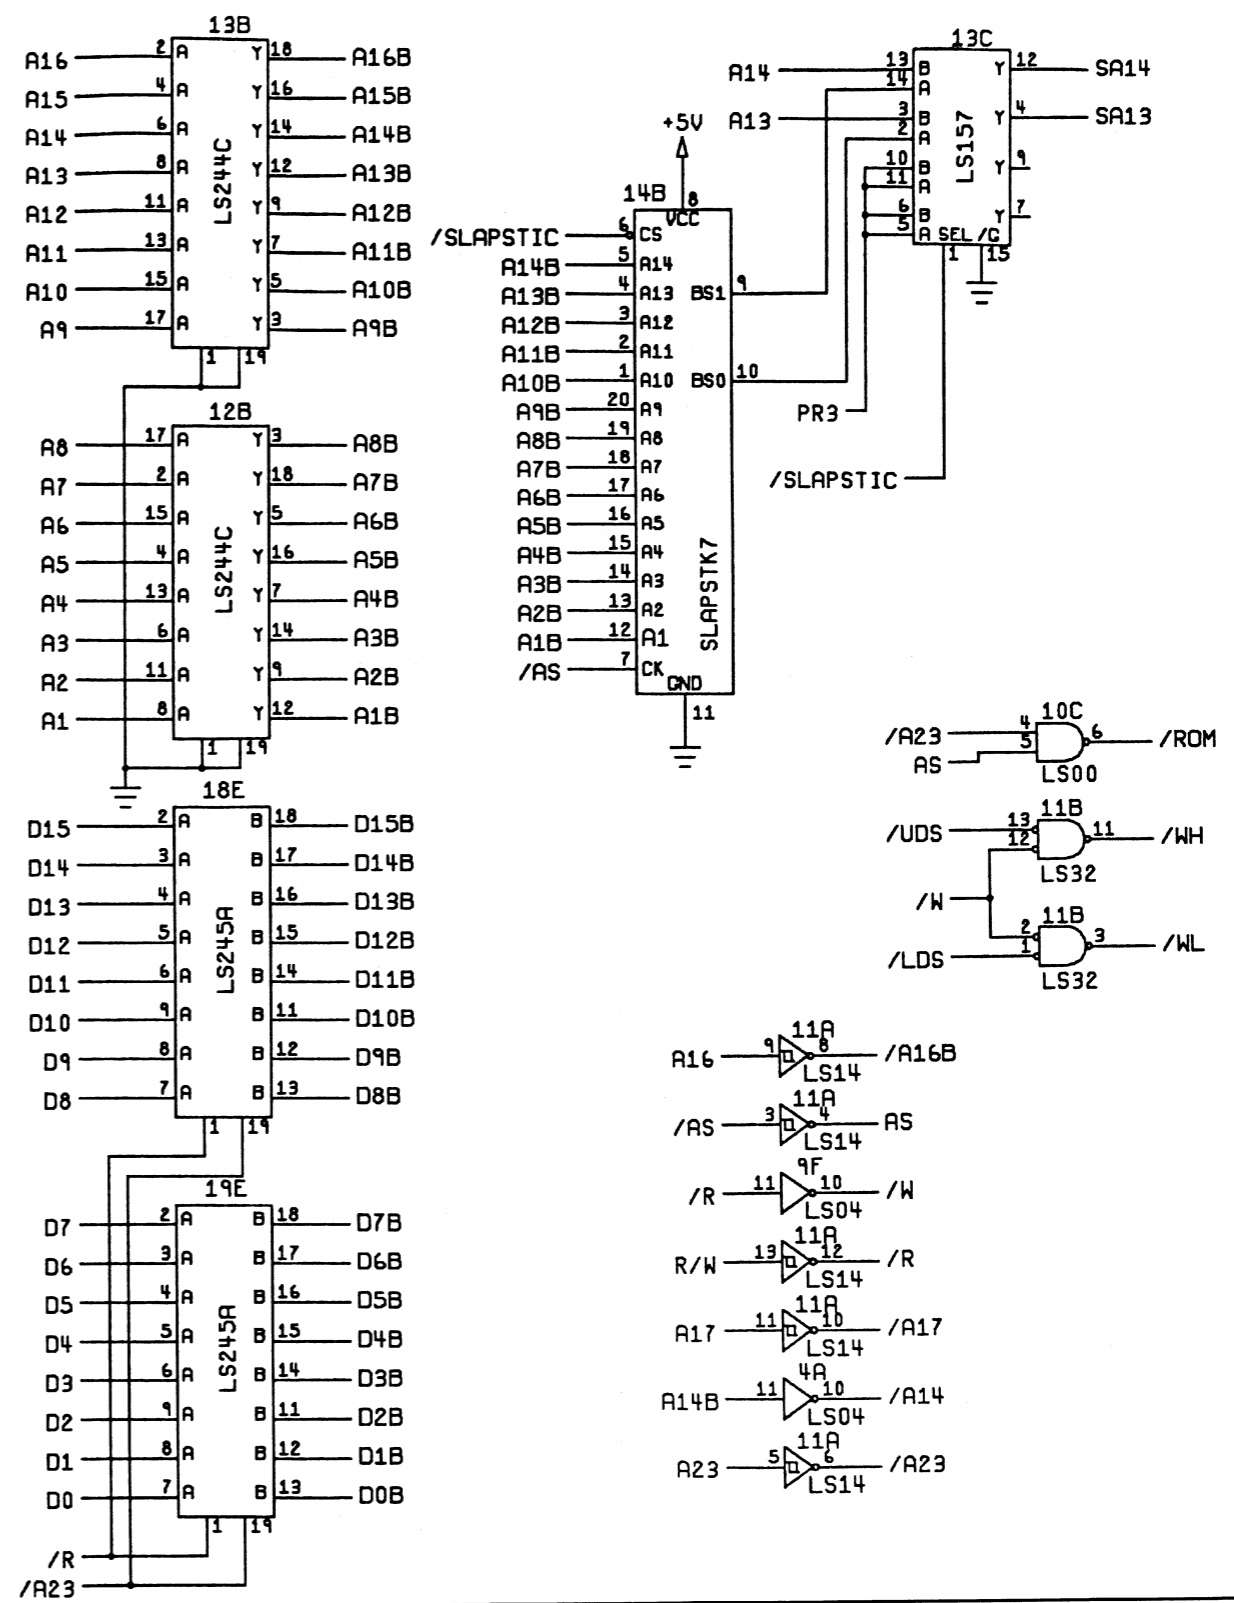 13B
A16 2 A Y 18 A16B
A15 4 A Y 16 A15B
A14 6 A Y 14 A14B
A13 8 A Y 12 A13B
A12 11 A Y 9 A12B
A11 13 A Y 7 A11B
A10 15 A Y 5 A10B
A9 17 A Y 3 A9B
LS244C
1 19
12B
A8 17 A Y 3 A8B
A7 2 A Y 18 A7B
A6 15 A Y 5 A6B
A5 4 A Y 16 A5B
A4 13 A Y 7 A4B
A3 6 A Y 14 A3B
A2 11 A Y 9 A2B
A1 8 A Y 12 A1B
LS244C
1 19
18E
D15 2 A B 18 D15B
D14 3 A B 17 D14B
D13 4 A B 16 D13B
D12 5 A B 15 D12B
D11 6 A B 14 D11B
D10 9 A B 11 D10B
D9 8 A B 12 D9B
D8 7 A B 13 D8B
LS245A
1 19
19E
D7 2 A B 18 D7B
D6 3 A B 17 D6B
D5 4 A B 16 D5B
D4 5 A B 15 D4B
D3 6 A B 14 D3B
D2 9 A B 11 D2B
D1 8 A B 12 D1B
D0 7 A B 13 D0B
LS245A
1 19
/R
/A23
+5V
14B 8
VCC
/SLAPSTIC 6 CS
A14B 5 A14
A13B 4 A13 BS1 9
A12B 3 A12
A11B 2 A11
A10B 1 A10 BS0 10
A9B 20 A9
A8B 19 A8
A7B 18 A7
A6B 17 A6
A5B 16 A5
A4B 15 A4
A3B 14 A3
A2B 13 A2
A1B 12 A1
/AS 7 CK
SLAPSTK7
GND
11
13C
A14 13 B Y 12 SA14
14 A
A13 3 B Y 4 SA13
2 A
10 B Y 9
11 A
6 B Y 7
5 A SEL /G
LS157
1 15
PR3
/SLAPSTIC
10C
/A23 4 6 /ROM
AS 5
LS00
11B
/UDS 13 11 /WH
12
LS32
/W
11B
2 3 /WL
/LDS 1
LS32
11A
A16 9 8 /A16B
LS14
11A
/AS 3 4 AS
LS14
9F
/R 11 10 /W
LS04
11A
R/W 13 12 /R
LS14
11A
A17 11 10 /A17
LS14
4A
A14B 11 10 /A14
LS04
11A
A23 5 6 /A23
LS14